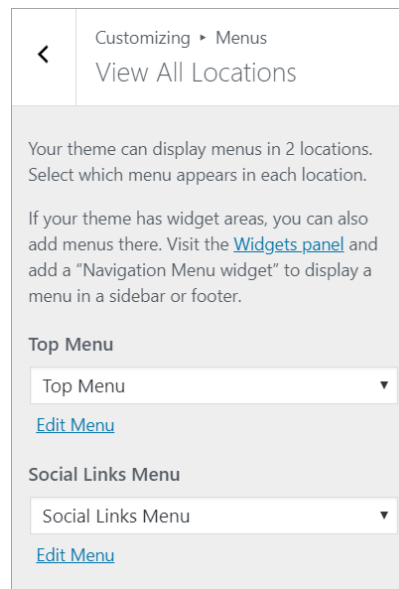 Customizing ▸ Menus
View All Locations
Your theme can display menus in 2 locations.
Select which menu appears in each location.
If your theme has widget areas, you can also
add menus there. Visit the Widgets panel and
add a “Navigation Menu widget” to display a
menu in a sidebar or footer.
Top Menu
Top Menu
Edit Menu
Social Links Menu
Social Links Menu
Edit Menu